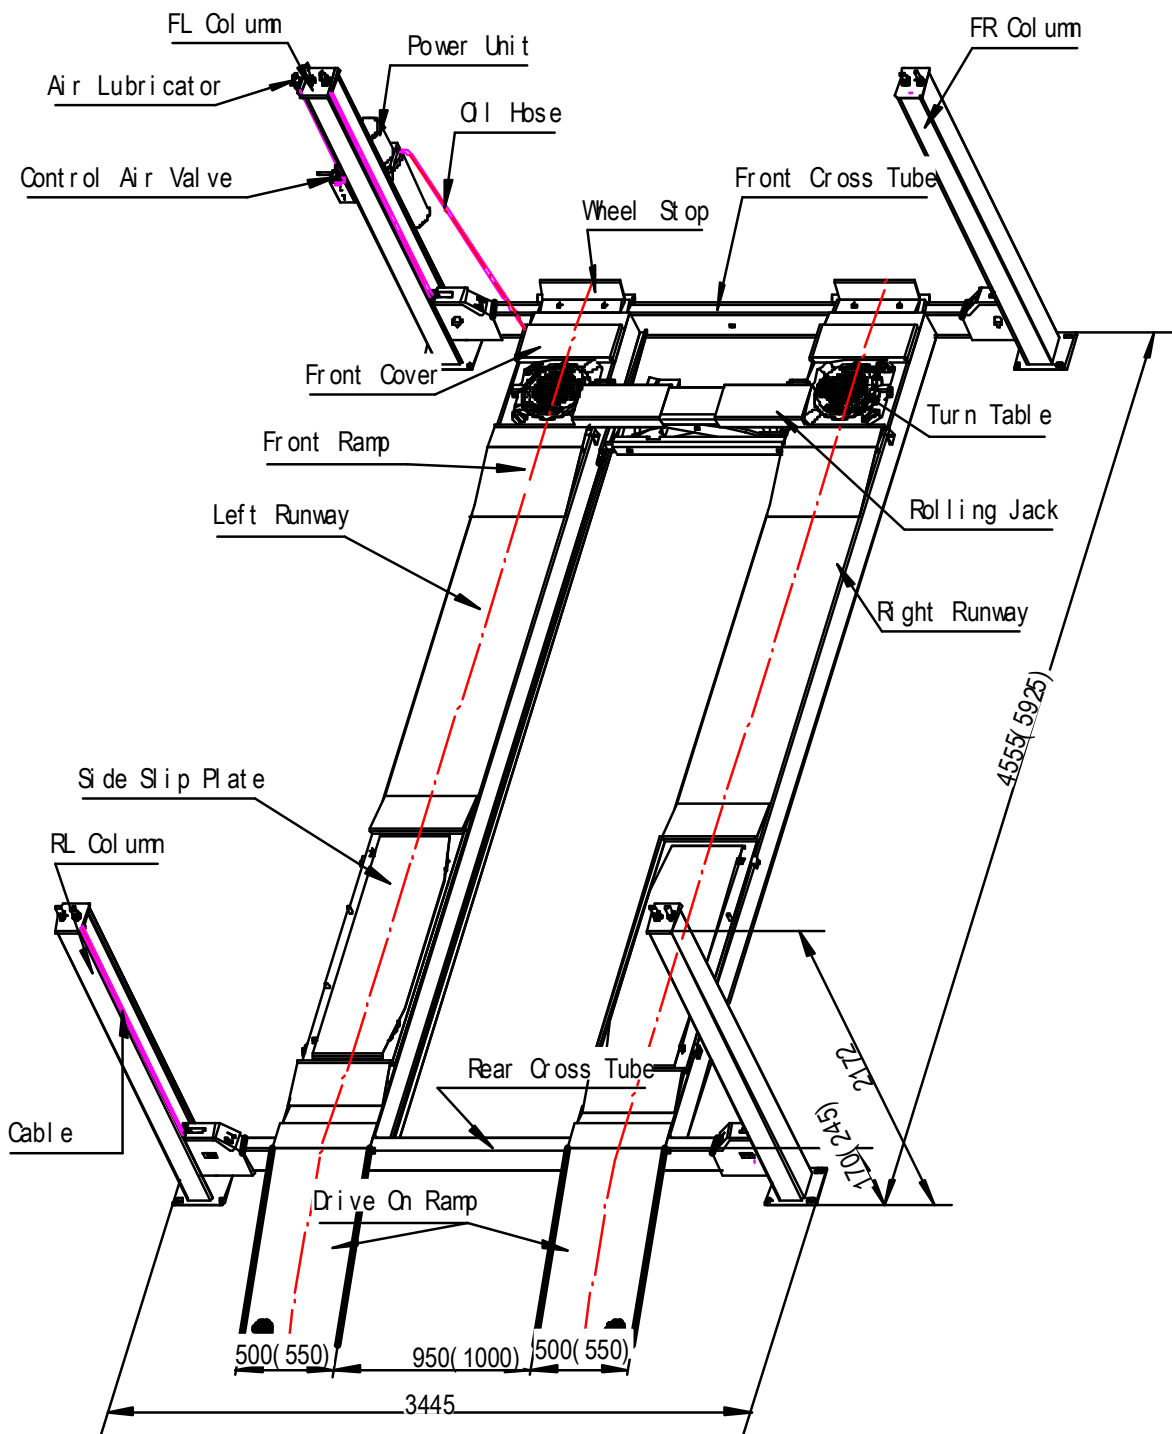 FL Column
Power Unit
FR Column
Air Lubricator
Oil Hose
Control Air Valve
Front Cross Tube
Wheel Stop
Front Cover
Turn Table
Front Ramp
Left Runway
Rolling Jack
Right Runway
4555(5925)
Side Slip Plate
RL Column
2172
Rear Cross Tube
170(245)
Cable
Drive On Ramp
500(550)
950(1000)
500(550)
3445